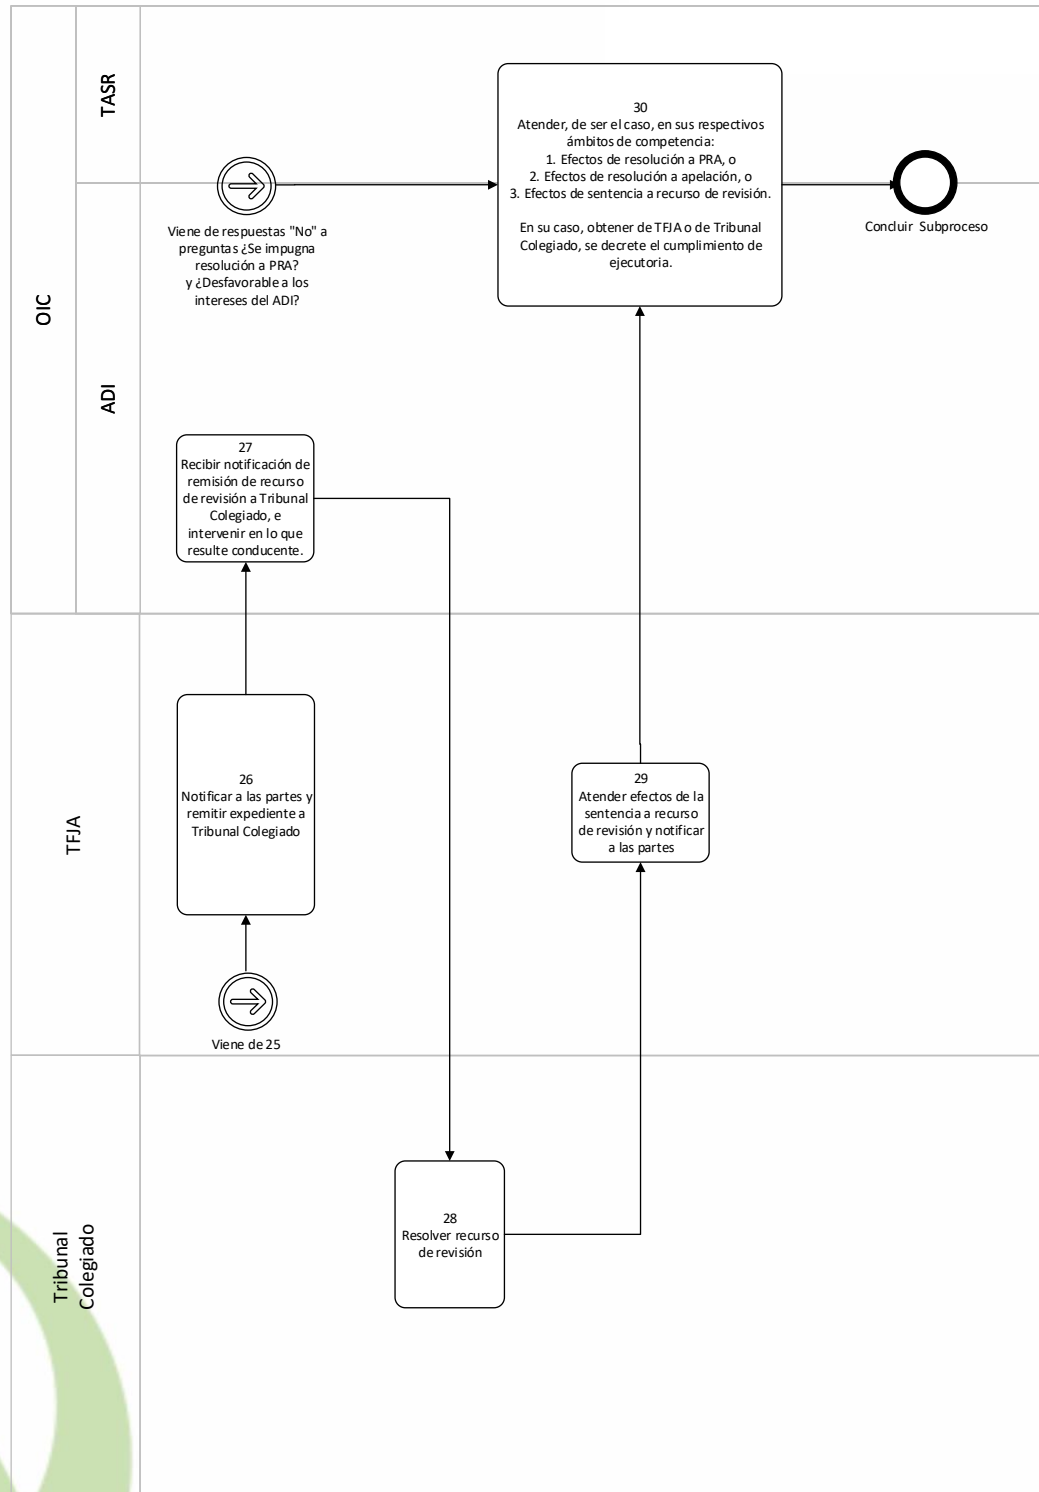 OIC
TASR
ADI
TFJA
Tribunal
Colegiado
30
Atender, de ser el caso, en sus respectivos
ámbitos de competencia:
1. Efectos de resolución a PRA, o
2. Efectos de resolución a apelación, o
3. Efectos de sentencia a recurso de revisión.
En su caso, obtener de TFJA o de Tribunal
Colegiado, se decrete el cumplimiento de
ejecutoria.
Viene de respuestas "No" a
preguntas ¿Se impugna
resolución a PRA?
y ¿Desfavorable a los
intereses del ADI?
Concluir Subproceso
27
Recibir notificación de
remisión de recurso
de revisión a Tribunal
Colegiado, e
intervenir en lo que
resulte conducente.
26
Notificar a las partes y
remitir expediente a
Tribunal Colegiado
29
Atender efectos de la
sentencia a recurso
de revisión y notificar
a las partes
Viene de 25
28
Resolver recurso
de revisión